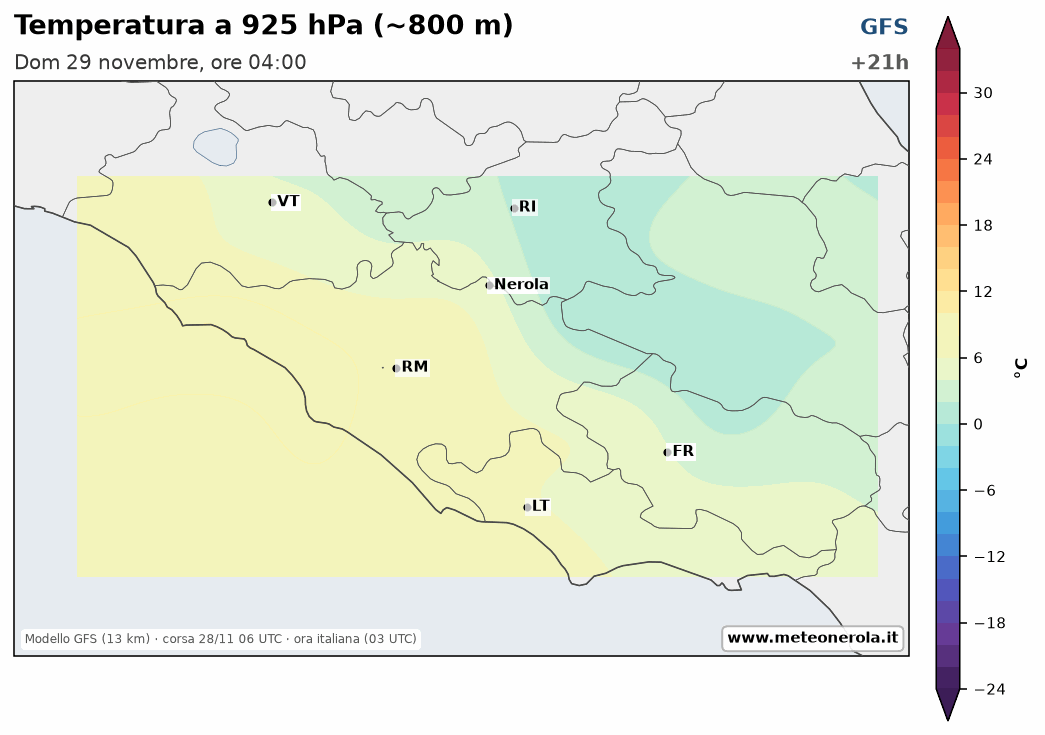 Temperatura a 925 hPa (~800 m)
GFS
Dom 29 novembre, ore 04:00
+21h
VT
RI
Nerola
RM
FR
LT
30
24
18
12
6
0
−6
−12
−18
−24
°C
Modello GFS (13 km) · corsa 28/11 06 UTC · ora italiana (03 UTC)
www.meteonerola.it